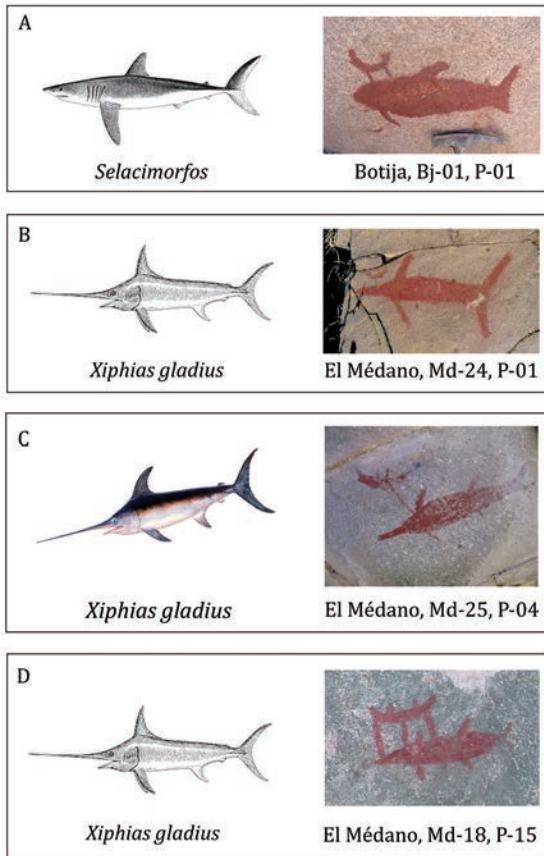 A
Selacimorfos
Botija, Bj-01, P-01
B
Xiphias gladius
El Médano, Md-24, P-01
C
Xiphias gladius
El Médano, Md-25, P-04
D
Xiphias gladius
El Médano, Md-18, P-15